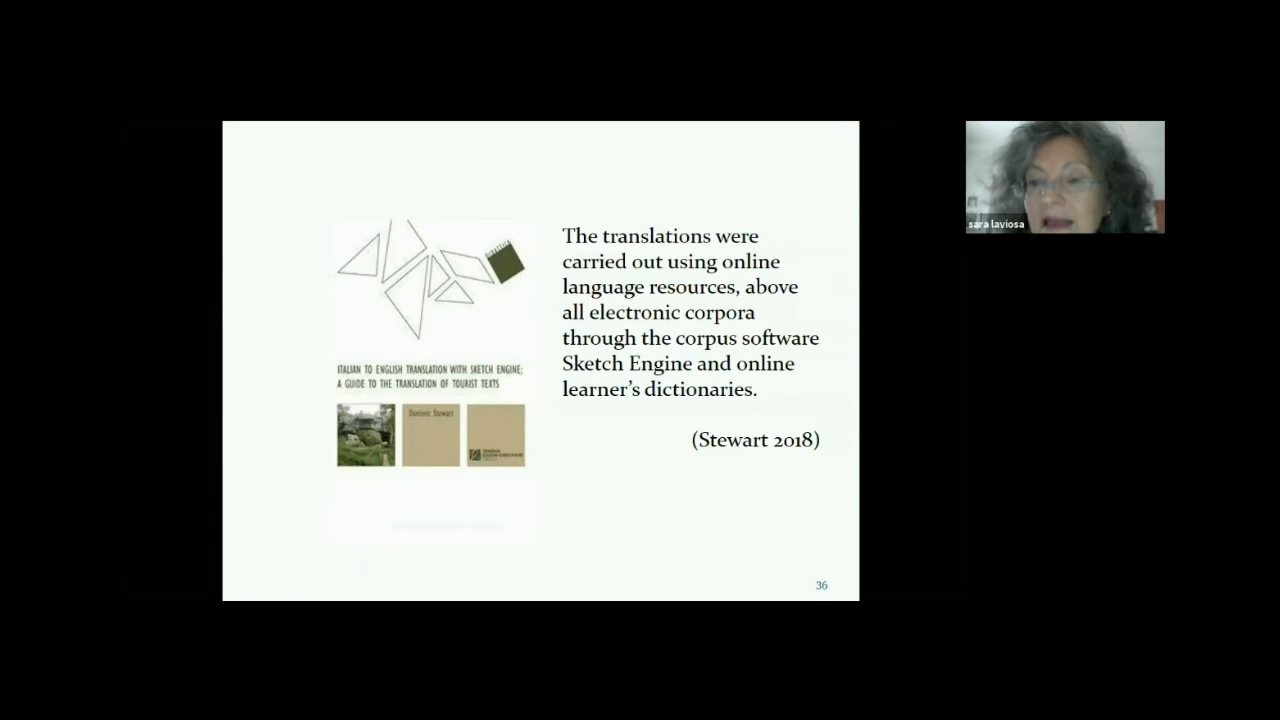 The translations were
carried out using online
language resources, above
all electronic corpora
through the corpus software
Sketch Engine and online
learner's dictionaries.
(Stewart 2018)
ITALIAN TO ENGLISH TRANSLATION WITH SKETCH ENGINE:
A GUIDE TO THE TRANSLATION OF TOURIST TEXTS
Dominic Stewart
36
sara laviosa